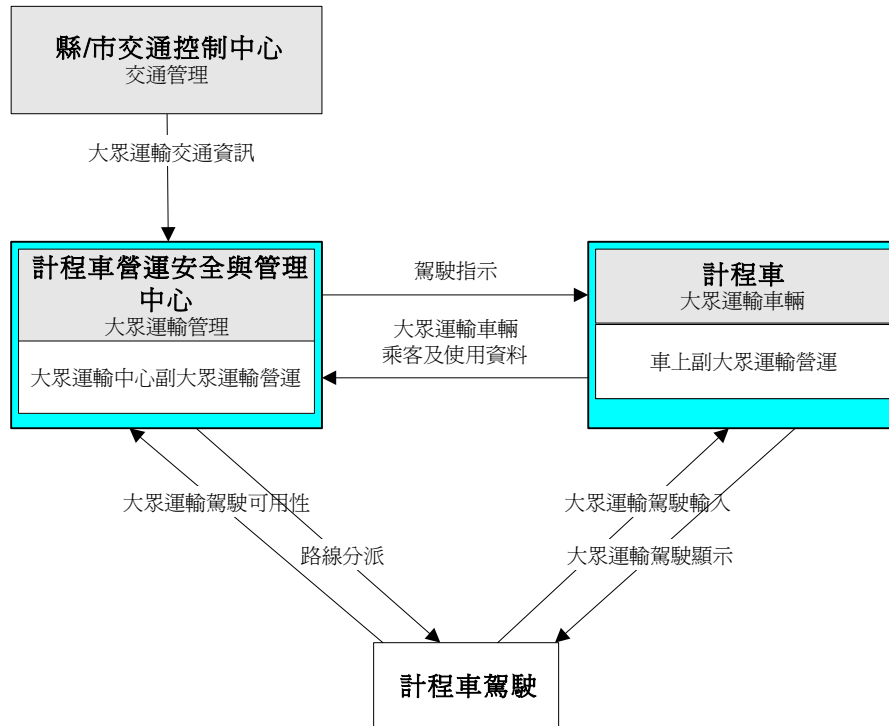 縣/市交通控制中心
交通管理
大眾運輸交通資訊
計程車營運安全與管理
中心
大眾運輸管理
大眾運輸中心副大眾運輸營運
駕駛指示
大眾運輸車輛
乘客及使用資料
計程車
大眾運輸車輛
車上副大眾運輸營運
大眾運輸駕駛可用性
路線分派
大眾運輸駕駛輸入
大眾運輸駕駛顯示
計程車駕駛